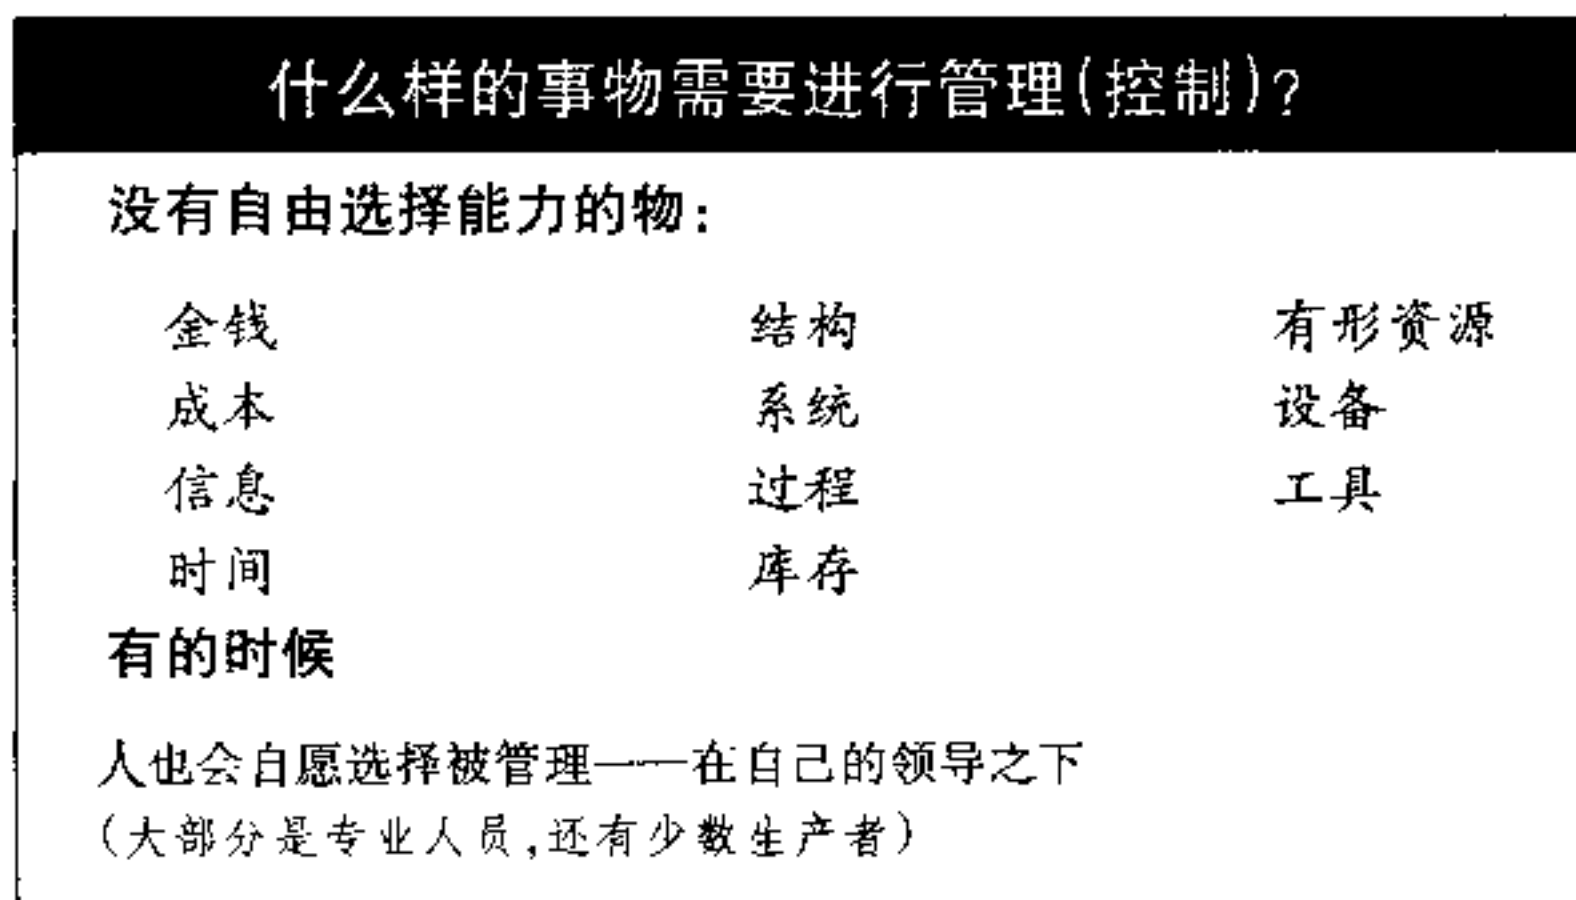 什么样的事物需要进行管理(控制)?
没有自由选择能力的物:
金钱 结构 有形资源
成本 系统 设备
信息 过程 工具
时间 库存
有的时候
人也会自愿选择被管理——在自己的领导之下
(大部分是专业人员,还有少数生产者)